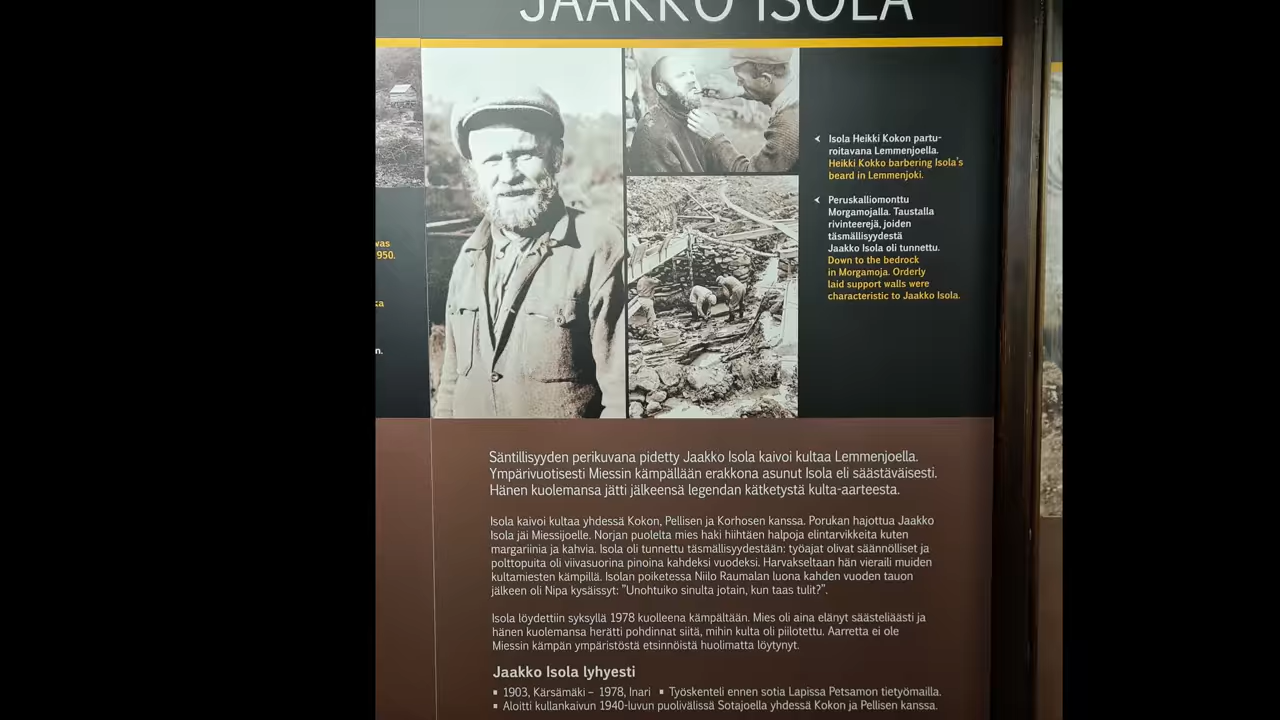 JAAKKO ISOLA
Isola Heikki Kokon partu-
roitavana Lemmenjoella.
Heikki Kokko barbering Isola's
beard in Lemmenjoki.
Peruskalliomonttu
Morgamojalla. Taustalla
rivinteerejä, joiden
täsmällisyydestä
Jaakko Isola oli tunnettu.
Down to the bedrock
in Morgamoja. Orderly
laid support walls were
characteristic to Jaakko Isola.
was
950.
ka
n.
Säntillisyyden perikuvana pidetty Jaakko Isola kaivoi kultaa Lemmenjoella.
Ympärivuotisesti Miessin kämpällään erakkona asunut Isola eli säästäväisesti.
Hänen kuolemansa jätti jälkeensä legendan kätketystä kulta-aarteesta.
Isola kaivoi kultaa yhdessä Kokon, Pellisen ja Korhosen kanssa. Porukan hajottua Jaakko
Isola jäi Miessijoelle. Norjan puolelta mies haki hiihtäen halpoja elintarvikkeita kuten
margariinia ja kahvia. Isola oli tunnettu täsmällisyydestään: työajat olivat säännölliset ja
polttopuita oli viivasuorina pinoina kahdeksi vuodeksi. Harvakseltaan hän vieraili muiden
kultamiesten kämpillä. Isolan poiketessa Niilo Raumalan luona kahden vuoden tauon
jälkeen oli Nipa kysäissyt: ”Unohtuiko sinulta jotain, kun taas tulit?”.
Isola löydettiin syksyllä 1978 kuolleena kämpältään. Mies oli aina elänyt säästeliäästi ja
hänen kuolemansa herätti pohdinnat siitä, mihin kulta oli piilotettu. Aarretta ei ole
Miessin kämpän ympäristöstä etsinnöistä huolimatta löytynyt.
Jaakko Isola lyhyesti
▪ 1903, Kärsämäki – 1978, Inari ▪ Työskenteli ennen sotia Lapissa Petsamon tietyömailla.
▪ Aloitti kullankaivun 1940-luvun puolivälissä Sotajoella yhdessä Kokon ja Pellisen kanssa.